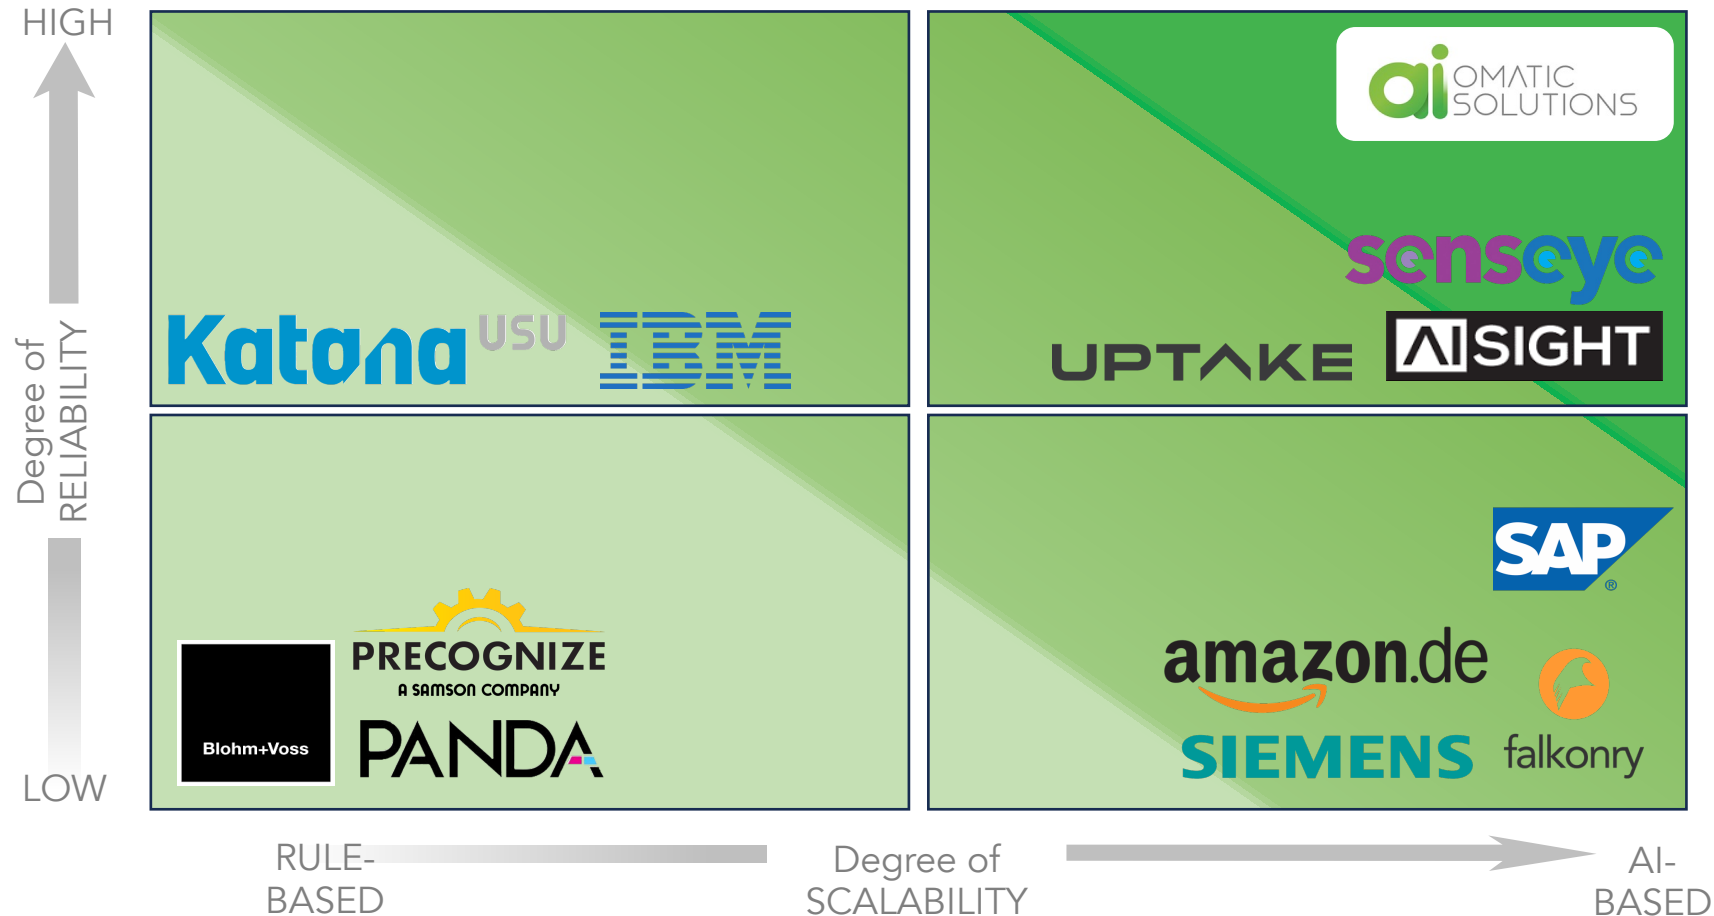 HIGH
Degree of
RELIABILITY
LOW
Katana USU
IBM
ai OMATIC
SOLUTIONS
senseye
UPTAKE
AISIGHT
Blohm+Voss
PRECOGNIZE
A SAMSON COMPANY
PANDA
SAP®
amazon.de
SIEMENS
falkonry
RULE-
BASED
Degree of
SCALABILITY
AI-
BASED